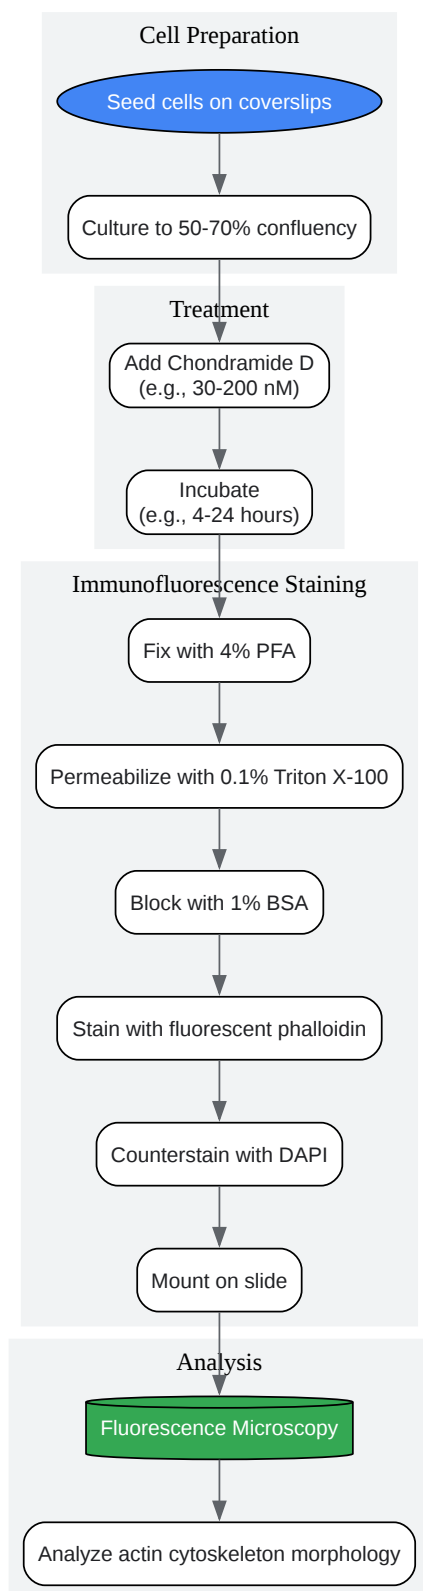 Cell Preparation
Seed cells on coverslips
Culture to 50-70% confluency
Treatment
Add Chondramide D
(e.g., 30-200 nM)
Incubate
(e.g., 4-24 hours)
Immunofluorescence Staining
Fix with 4% PFA
Permeabilize with 0.1% Triton X-100
Block with 1% BSA
Stain with fluorescent phalloidin
Counterstain with DAPI
Mount on slide
Analysis
Fluorescence Microscopy
Analyze actin cytoskeleton morphology